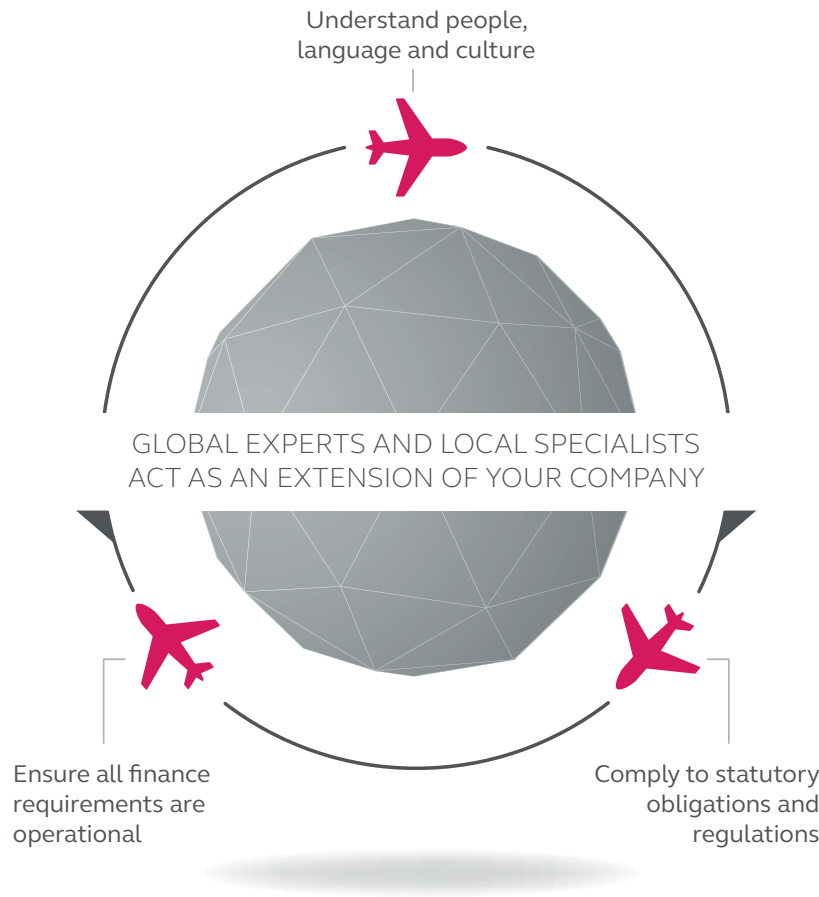 Understand people,
language and culture
GLOBAL EXPERTS AND LOCAL SPECIALISTS
ACT AS AN EXTENSION OF YOUR COMPANY
Ensure all finance
requirements are
operational
Comply to statutory
obligations and
regulations